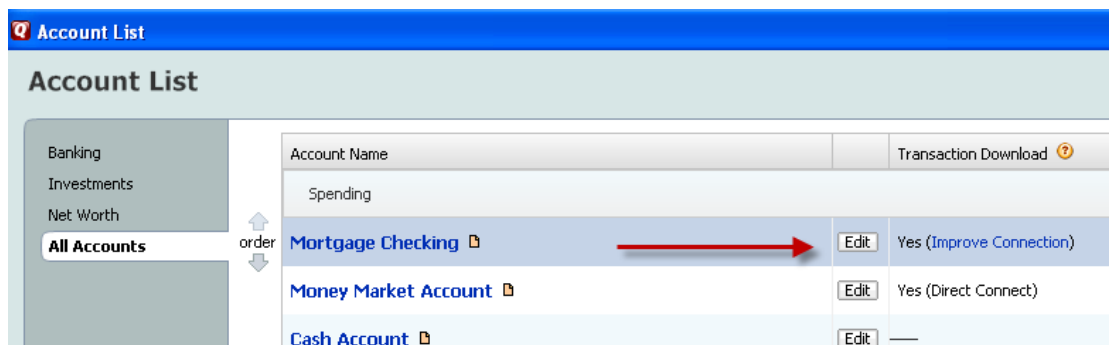 Account List
Account List
Banking
Investments
Net Worth
All Accounts
order
Account Name Transaction Download ?
Spending
Mortgage Checking Edit Yes (Improve Connection)
Money Market Account Edit Yes (Direct Connect)
Cash Account Edit ----